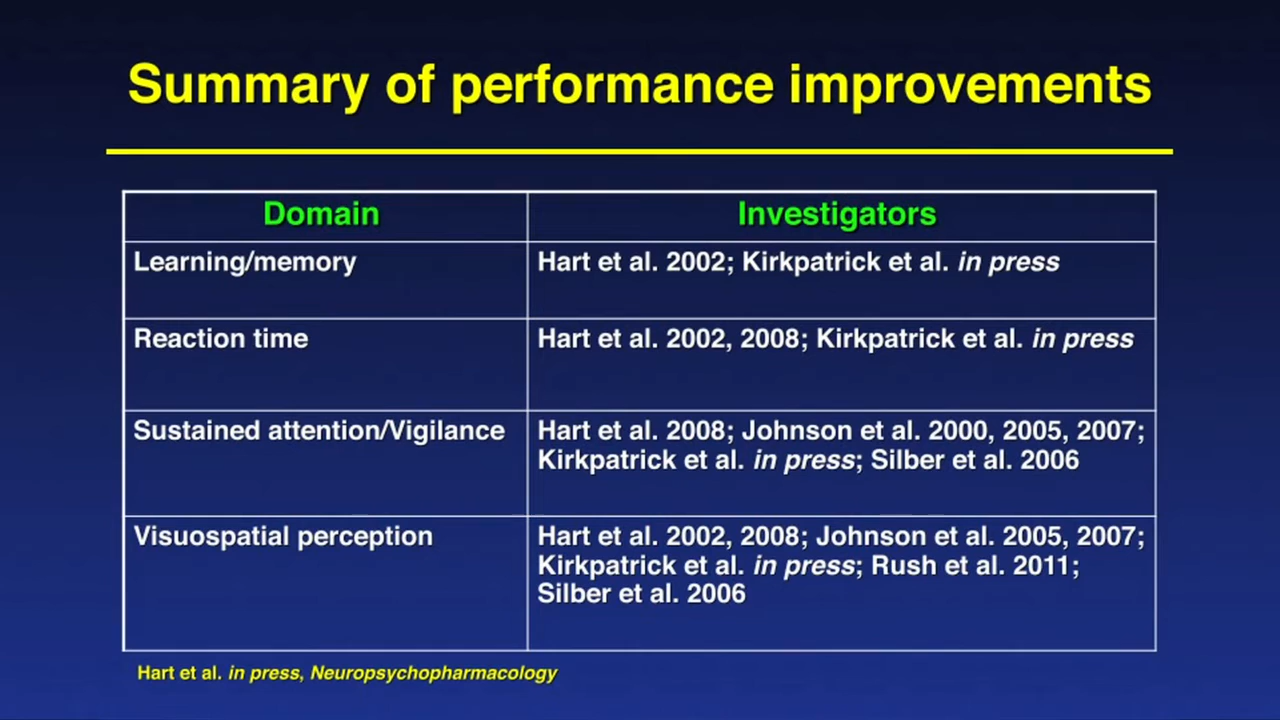 Summary of performance improvements
Domain
Investigators
Learning/memory
Hart et al. 2002; Kirkpatrick et al. in press
Reaction time
Hart et al. 2002, 2008; Kirkpatrick et al. in press
Sustained attention/Vigilance
Hart et al. 2008; Johnson et al. 2000, 2005, 2007;
Kirkpatrick et al. in press; Silber et al. 2006
Visuospatial perception
Hart et al. 2002, 2008; Johnson et al. 2005, 2007;
Kirkpatrick et al. in press; Rush et al. 2011;
Silber et al. 2006
Hart et al. in press, Neuropsychopharmacology